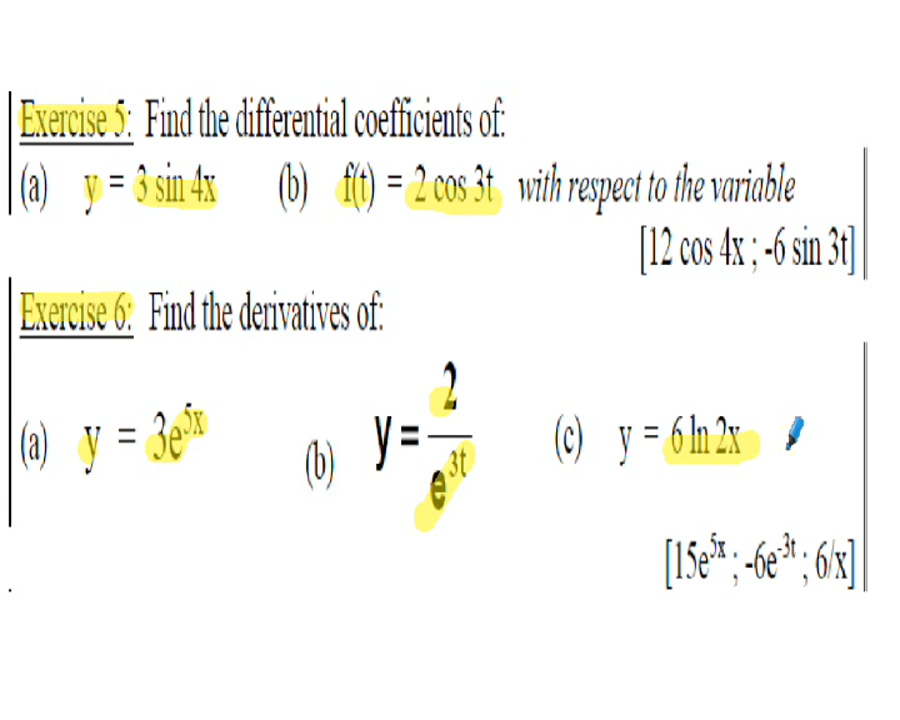 Exercise 5: Find the differential coefficients of:
(a) y = 3 sin 4x (b) f(t) = 2 cos 3t with respect to the variable
[12 cos 4x ; -6 sin 3t]
Exercise 6: Find the derivatives of:
(a) y = 3e^5x (b) y = 2/e^3t (c) y = 6 ln 2x
[15e^5x ; -6e^-3t ; 6/x]